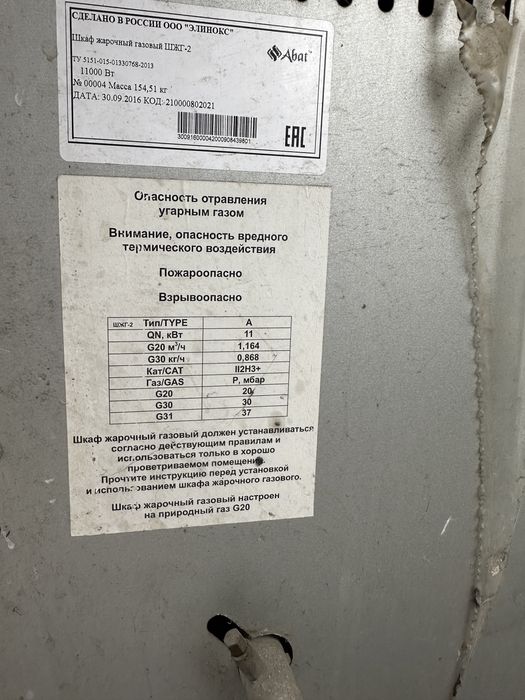 СДЕЛАНО В РОССИИ ООО "ЭЛИНОКС"
Шкаф жарочный газовый ШЖГ-2
Abat
ТУ 5151-015-01330768-2013
11000 Вт
№ 00004 Масса 154,51 кг
ДАТА: 30.09.2016 КОД: 210000802021
300916000042000908439801
ЕАС
Опасность отравления
угарным газом
Внимание, опасность вредного
термического воздействия
Пожароопасно
Взрывоопасно
ШЖГ-2 Тип/TYPE A
QN, кВт 11
G20 м³/ч 1,164
G30 кг/ч 0,868
Кат/CAT II2H3+
Газ/GAS P, мбар
G20 20
G30 30
G31 37
Шкаф жарочный газовый должен устанавливаться
согласно действующим правилам и
использоваться только в хорошо
проветриваемом помещении.
Прочтите инструкцию перед установкой
и использованием шкафа жарочного газового.
Шкаф жарочный газовый настроен
на природный газ G20